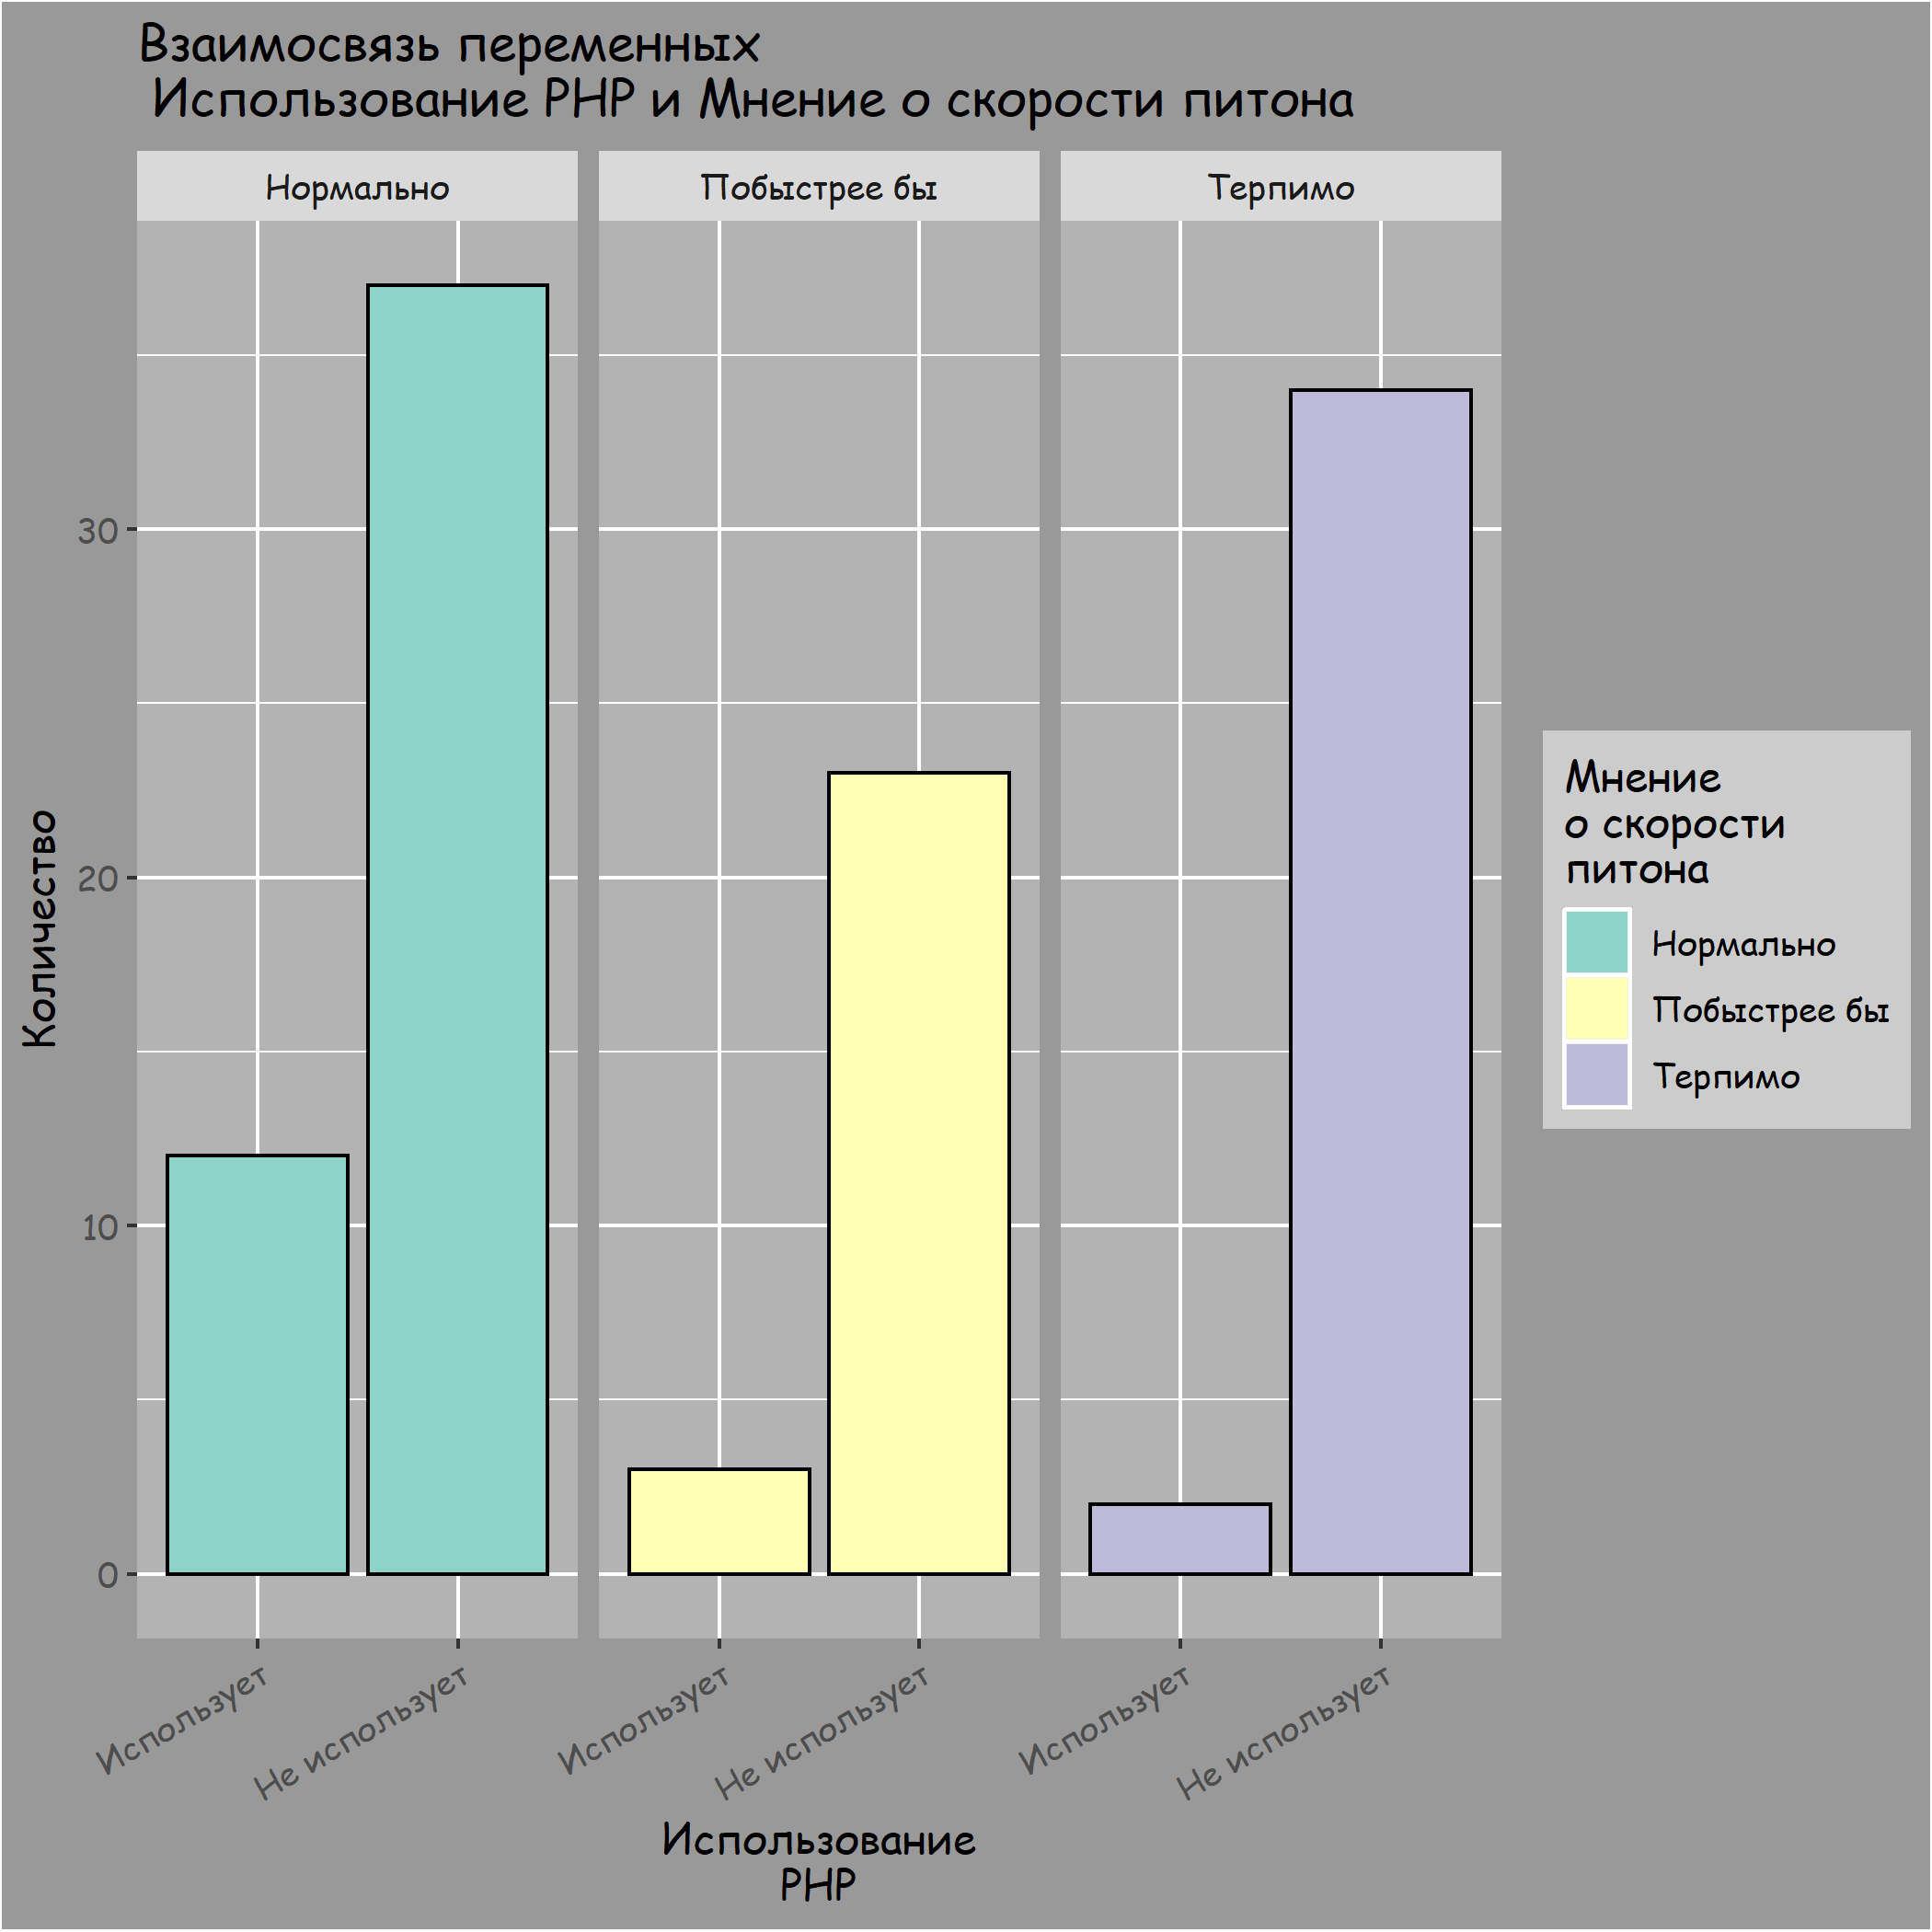 Взаимосвязь переменных
Использование PHP и Мнение о скорости питона
Нормально
Побыстрее бы
Терпимо
Количество
30
20
10
0
Использует
Не использует
Использует
Не использует
Использует
Не использует
Использование
PHP
Мнение
о скорости
питона
Нормально
Побыстрее бы
Терпимо